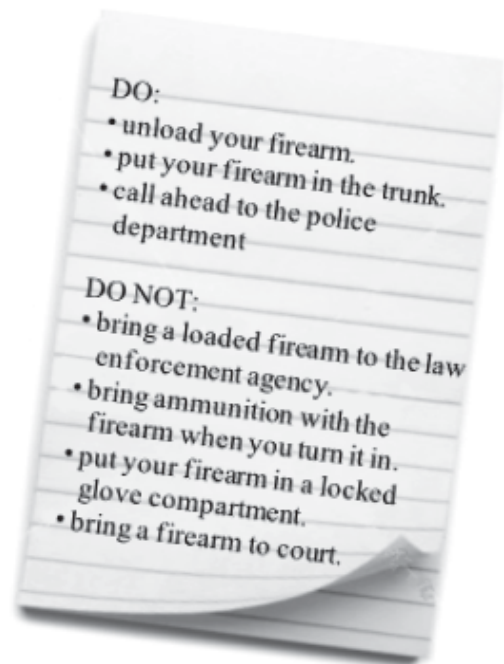 DO:
• unload your firearm.
• put your firearm in the trunk.
• call ahead to the police
department
DO NOT:
• bring a loaded firearm to the law
enforcement agency.
• bring ammunition with the
firearm when you turn it in.
• put your firearm in a locked
glove compartment.
• bring a firearm to court.